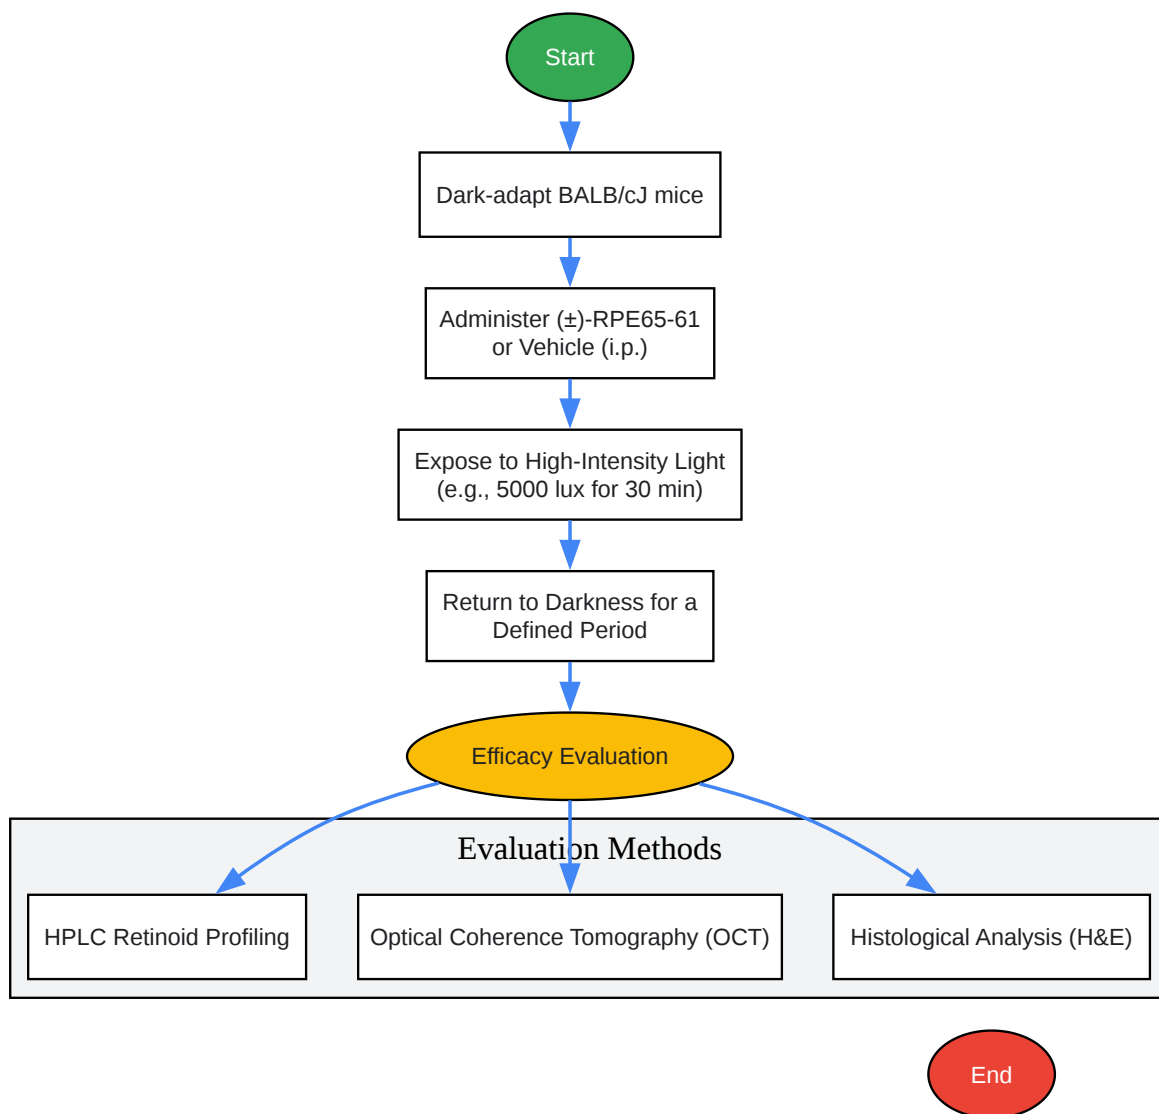 Start
Dark-adapt BALB/cJ mice
Administer (±)-RPE65-61
or Vehicle (i.p.)
Expose to High-Intensity Light
(e.g., 5000 lux for 30 min)
Return to Darkness for a
Defined Period
Efficacy Evaluation
Evaluation Methods
HPLC Retinoid Profiling
Optical Coherence Tomography (OCT)
Histological Analysis (H&E)
End